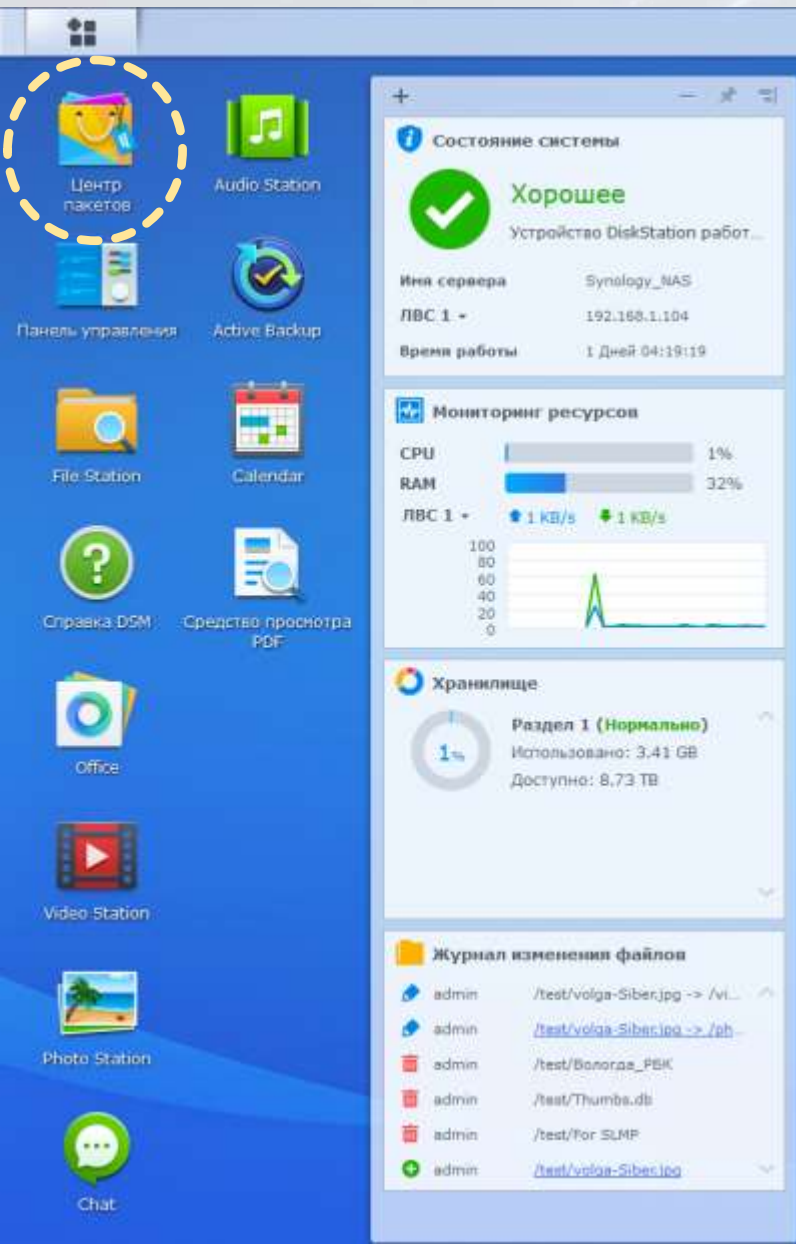 Центр
пакетов
Audio Station
Панель управления
Active Backup
File Station
Calendar
Справка DSM
Средство просмотра
PDF
Office
Video Station
Photo Station
Chat
Состояние системы
Хорошее
Устройство DiskStation работ...
Имя сервера Synology_NAS
ЛВС 1 192.168.1.104
Время работы 1 Дней 04:19:19
Мониторинг ресурсов
CPU 1%
RAM 32%
ЛВС 1 1 KB/s 1 KB/s
100
80
60
40
20
0
Хранилище
1%
Раздел 1 (Нормально)
Использовано: 3.41 GB
Доступно: 8.73 TB
Журнал изменения файлов
admin /test/volga-Siber.jpg -> /vi...
admin /test/volga-Siber.jpg -> /ph...
admin /test/Вологда_РБК
admin /test/Thumbs.db
admin /test/For SLMP
admin /test/volga-Siber.jpg